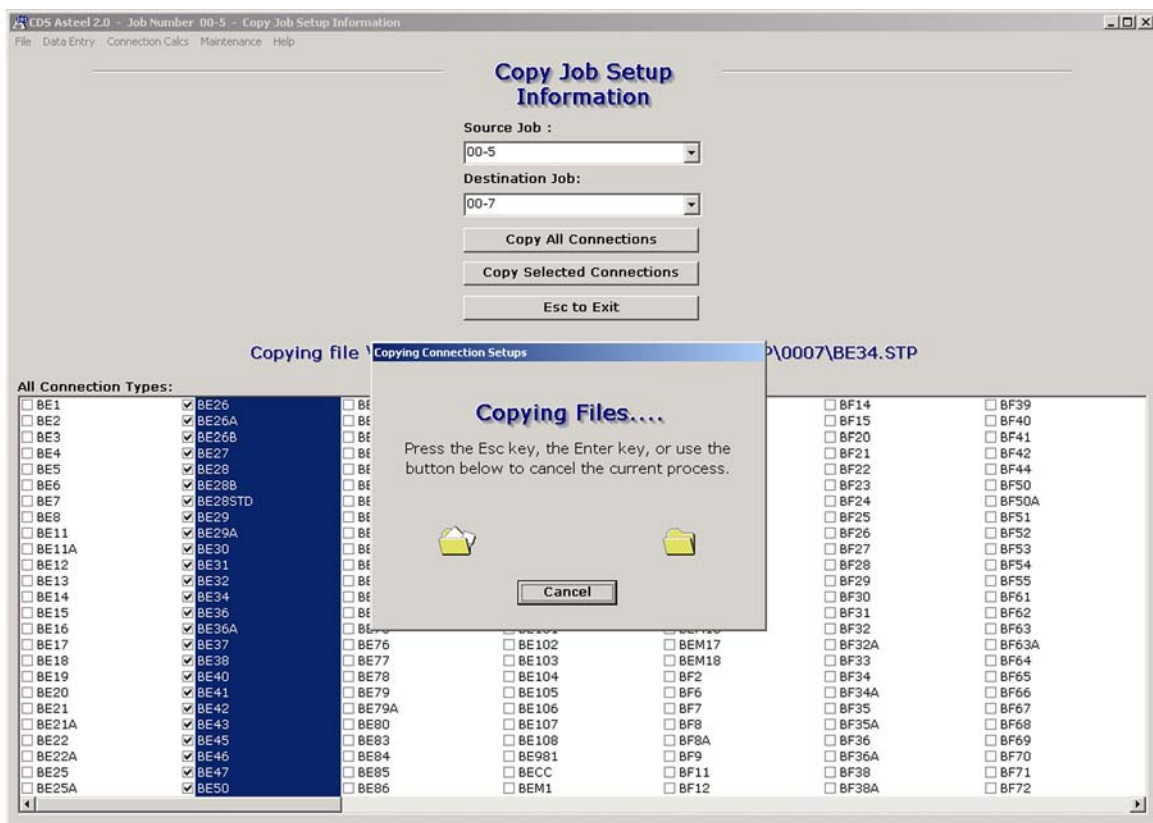 CDS Asteel 2.0 - Job Number 00-5 - Copy Job Setup Information
File Data Entry Connection Calcs Maintenance Help
Copy Job Setup
Information
Source Job :
00-5
Destination Job:
00-7
Copy All Connections
Copy Selected Connections
Esc to Exit
Copying file \
P\0007\BE34.STP
Copying Connection Setups
Copying Files....
Press the Esc key, the Enter key, or use the
button below to cancel the current process.
Cancel
All Connection Types:
BE1 BE26 BF14 BF39
BE2 BE26A BF15 BF40
BE3 BE26B BF20 BF41
BE4 BE27 BF21 BF42
BE5 BE28 BF22 BF44
BE6 BE28B BF23 BF50
BE7 BE28STD BF24 BF50A
BE8 BE29 BF25 BF51
BE11 BE29A BF26 BF52
BE11A BE30 BF27 BF53
BE12 BE31 BF28 BF54
BE13 BE32 BF29 BF55
BE14 BE34 BF30 BF61
BE15 BE36 BF31 BF62
BE16 BE36A BF32 BF63
BE17 BE37 BE76 BE102 BEM17 BF32A BF63A
BE18 BE38 BE77 BE103 BEM18 BF33 BF64
BE19 BE40 BE78 BE104 BF2 BF34 BF65
BE20 BE41 BE79 BE105 BF6 BF34A BF66
BE21 BE42 BE79A BE106 BF7 BF35 BF67
BE21A BE43 BE80 BE107 BF8 BF35A BF68
BE22 BE45 BE83 BE108 BF8A BF36 BF69
BE22A BE46 BE84 BE981 BF9 BF36A BF70
BE25 BE47 BE85 BECC BF11 BF38 BF71
BE25A BE50 BE86 BEM1 BF12 BF38A BF72